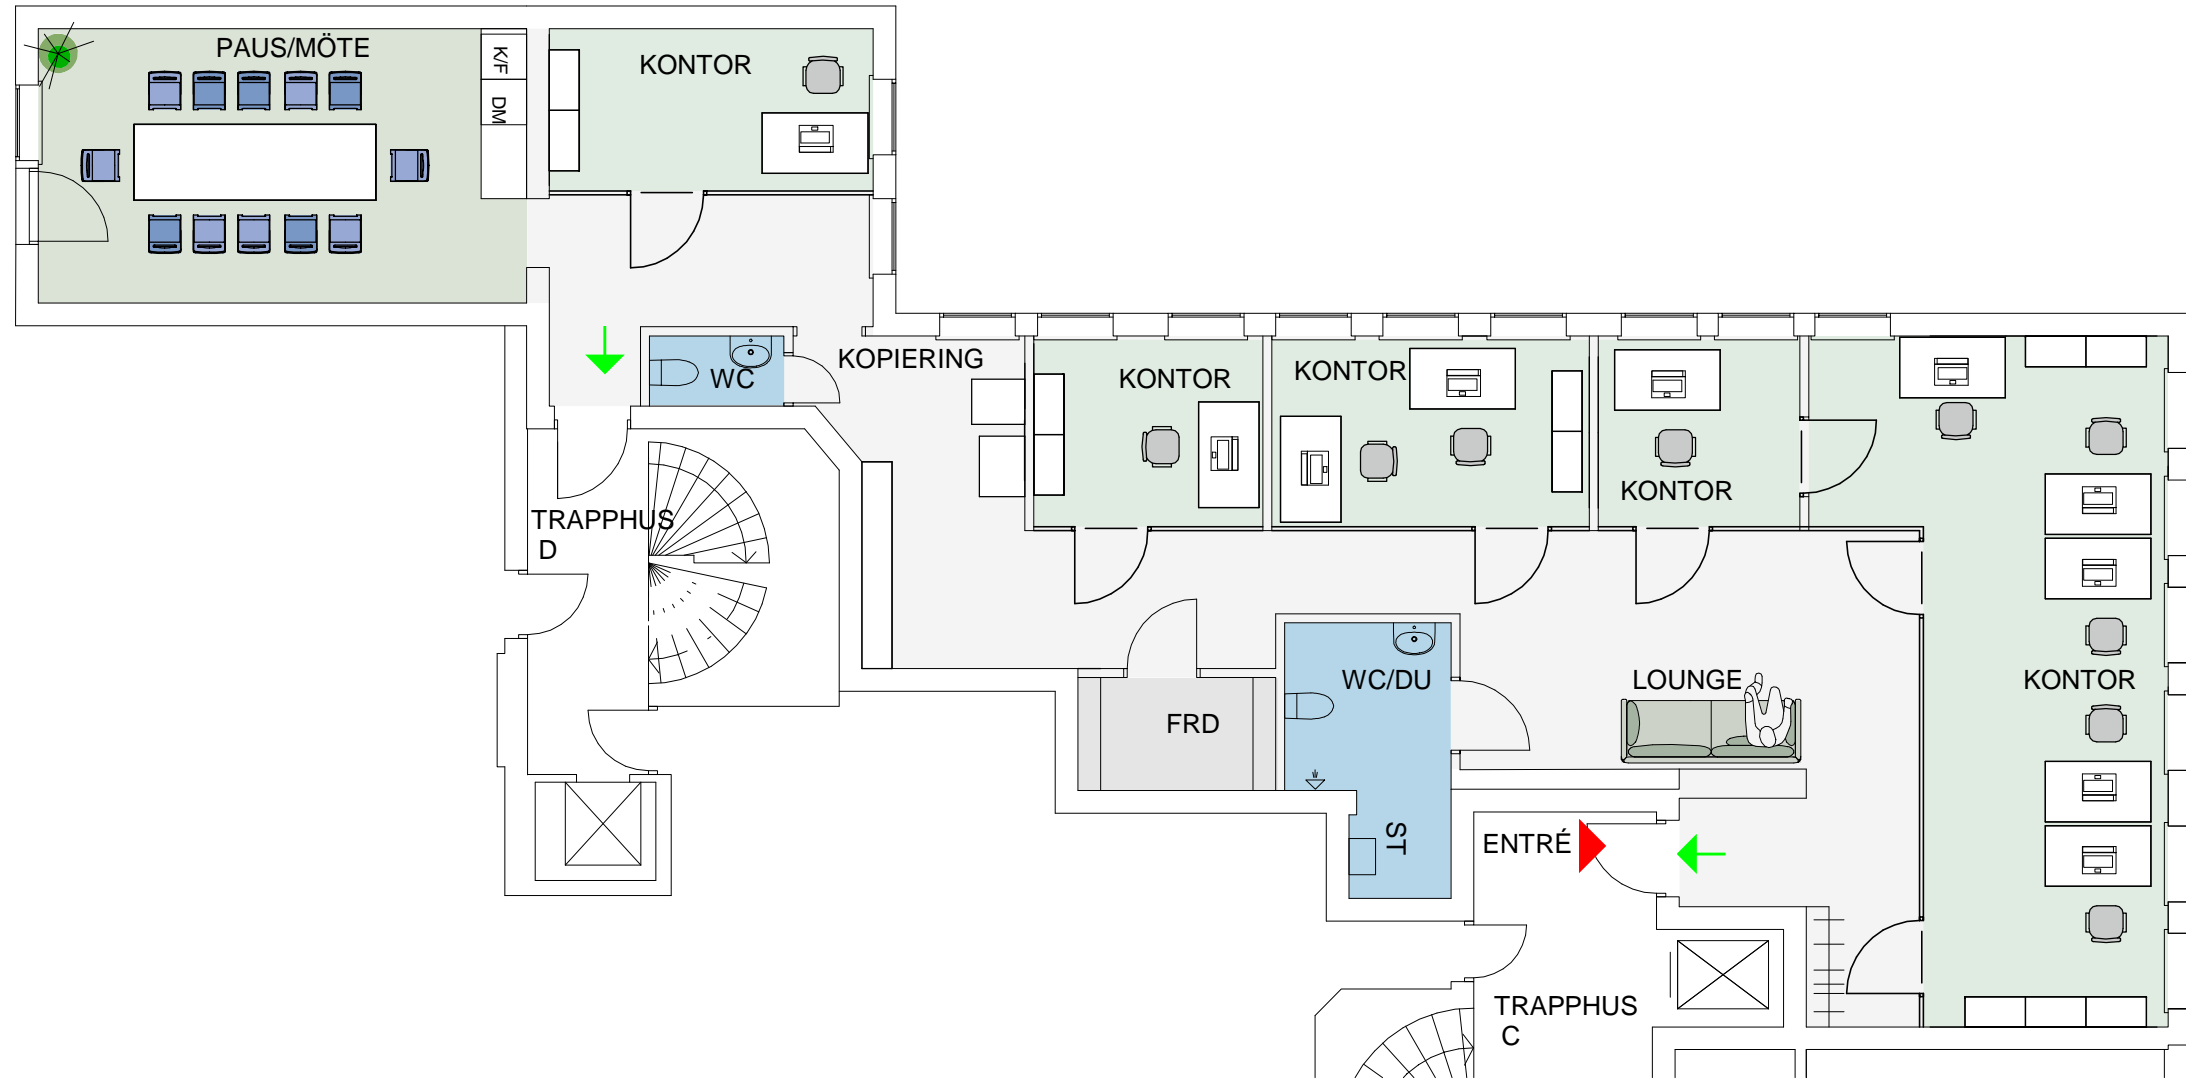 PAUS/MÖTE
K/F
DM
KONTOR
WC
KOPIERING
KONTOR
KONTOR
KONTOR
TRAPPHUS
D
FRD
WC/DU
LOUNGE
KONTOR
ST
ENTRÉ
TRAPPHUS
C